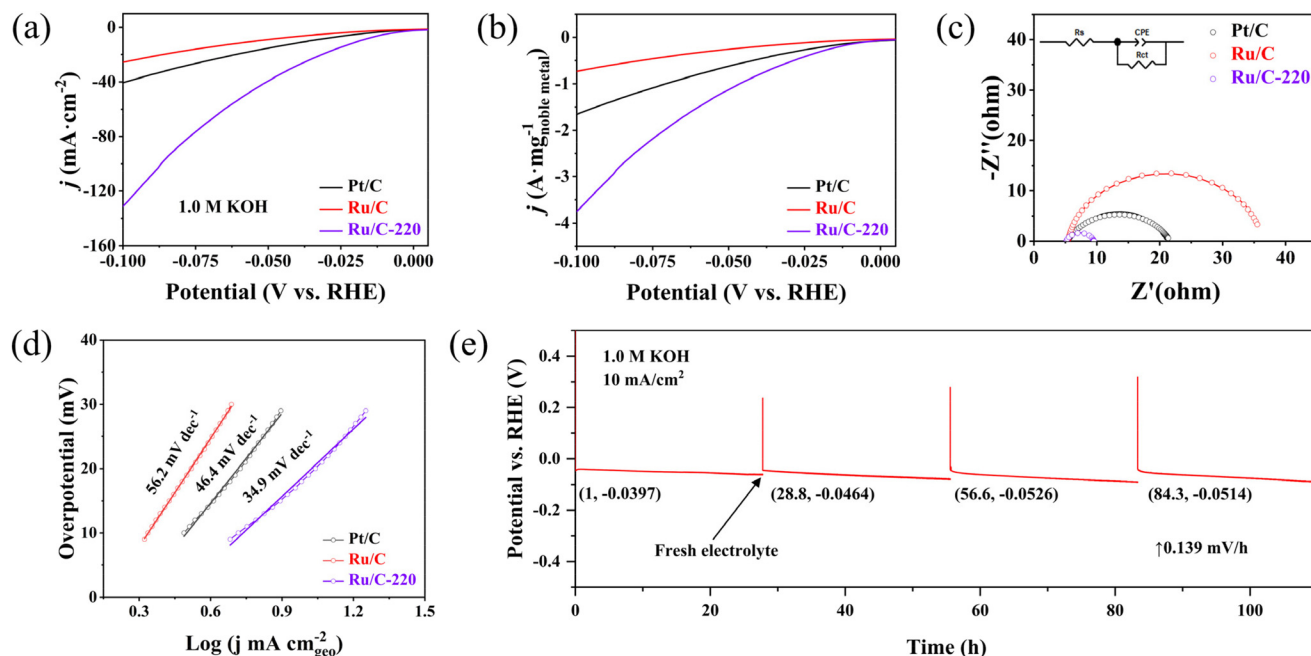 (a)
0
-40
-80
-120
-160
j (mA·cm⁻²)
1.0 M KOH
Pt/C
Ru/C
Ru/C-220
-0.100 -0.075 -0.050 -0.025 0.000
Potential (V vs. RHE)
(b)
0
-1
-2
-3
-4
j (A·mg⁻¹noble metal)
Pt/C
Ru/C
Ru/C-220
-0.100 -0.075 -0.050 -0.025 0.000
Potential (V vs. RHE)
(c)
40
30
20
10
0
-Z''(ohm)
Rs
CPE
Rct
Pt/C
Ru/C
Ru/C-220
0 10 20 30 40
Z'(ohm)
(d)
40
30
20
10
0
Overpotential (mV)
56.2 mV dec⁻¹
46.4 mV dec⁻¹
34.9 mV dec⁻¹
Pt/C
Ru/C
Ru/C-220
0.3 0.6 0.9 1.2 1.5
Log (j mA cm⁻²geo)
(e)
0.4
0.2
0.0
-0.2
-0.4
Potential vs. RHE (V)
1.0 M KOH
10 mA/cm²
(1, -0.0397)
(28.8, -0.0464)
(56.6, -0.0526)
(84.3, -0.0514)
Fresh electrolyte
↑0.139 mV/h
0 20 40 60 80 100
Time (h)